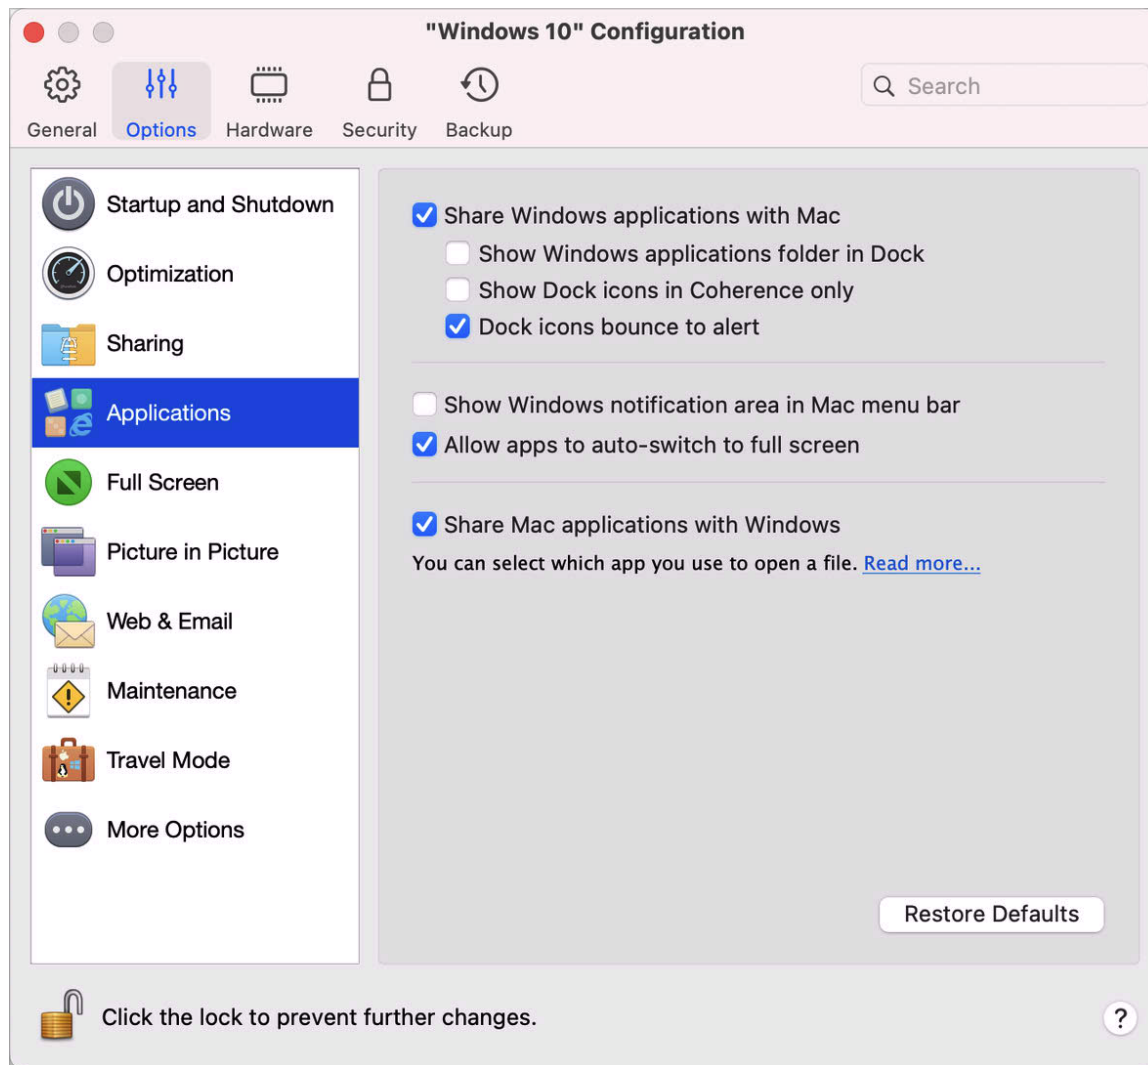 "Windows 10" Configuration
General
Options
Hardware
Security
Backup
Search
Startup and Shutdown
Optimization
Sharing
Applications
Full Screen
Picture in Picture
Web & Email
Maintenance
Travel Mode
More Options
Share Windows applications with Mac
Show Windows applications folder in Dock
Show Dock icons in Coherence only
Dock icons bounce to alert
Show Windows notification area in Mac menu bar
Allow apps to auto-switch to full screen
Share Mac applications with Windows
You can select which app you use to open a file. Read more...
Restore Defaults
Click the lock to prevent further changes.
?